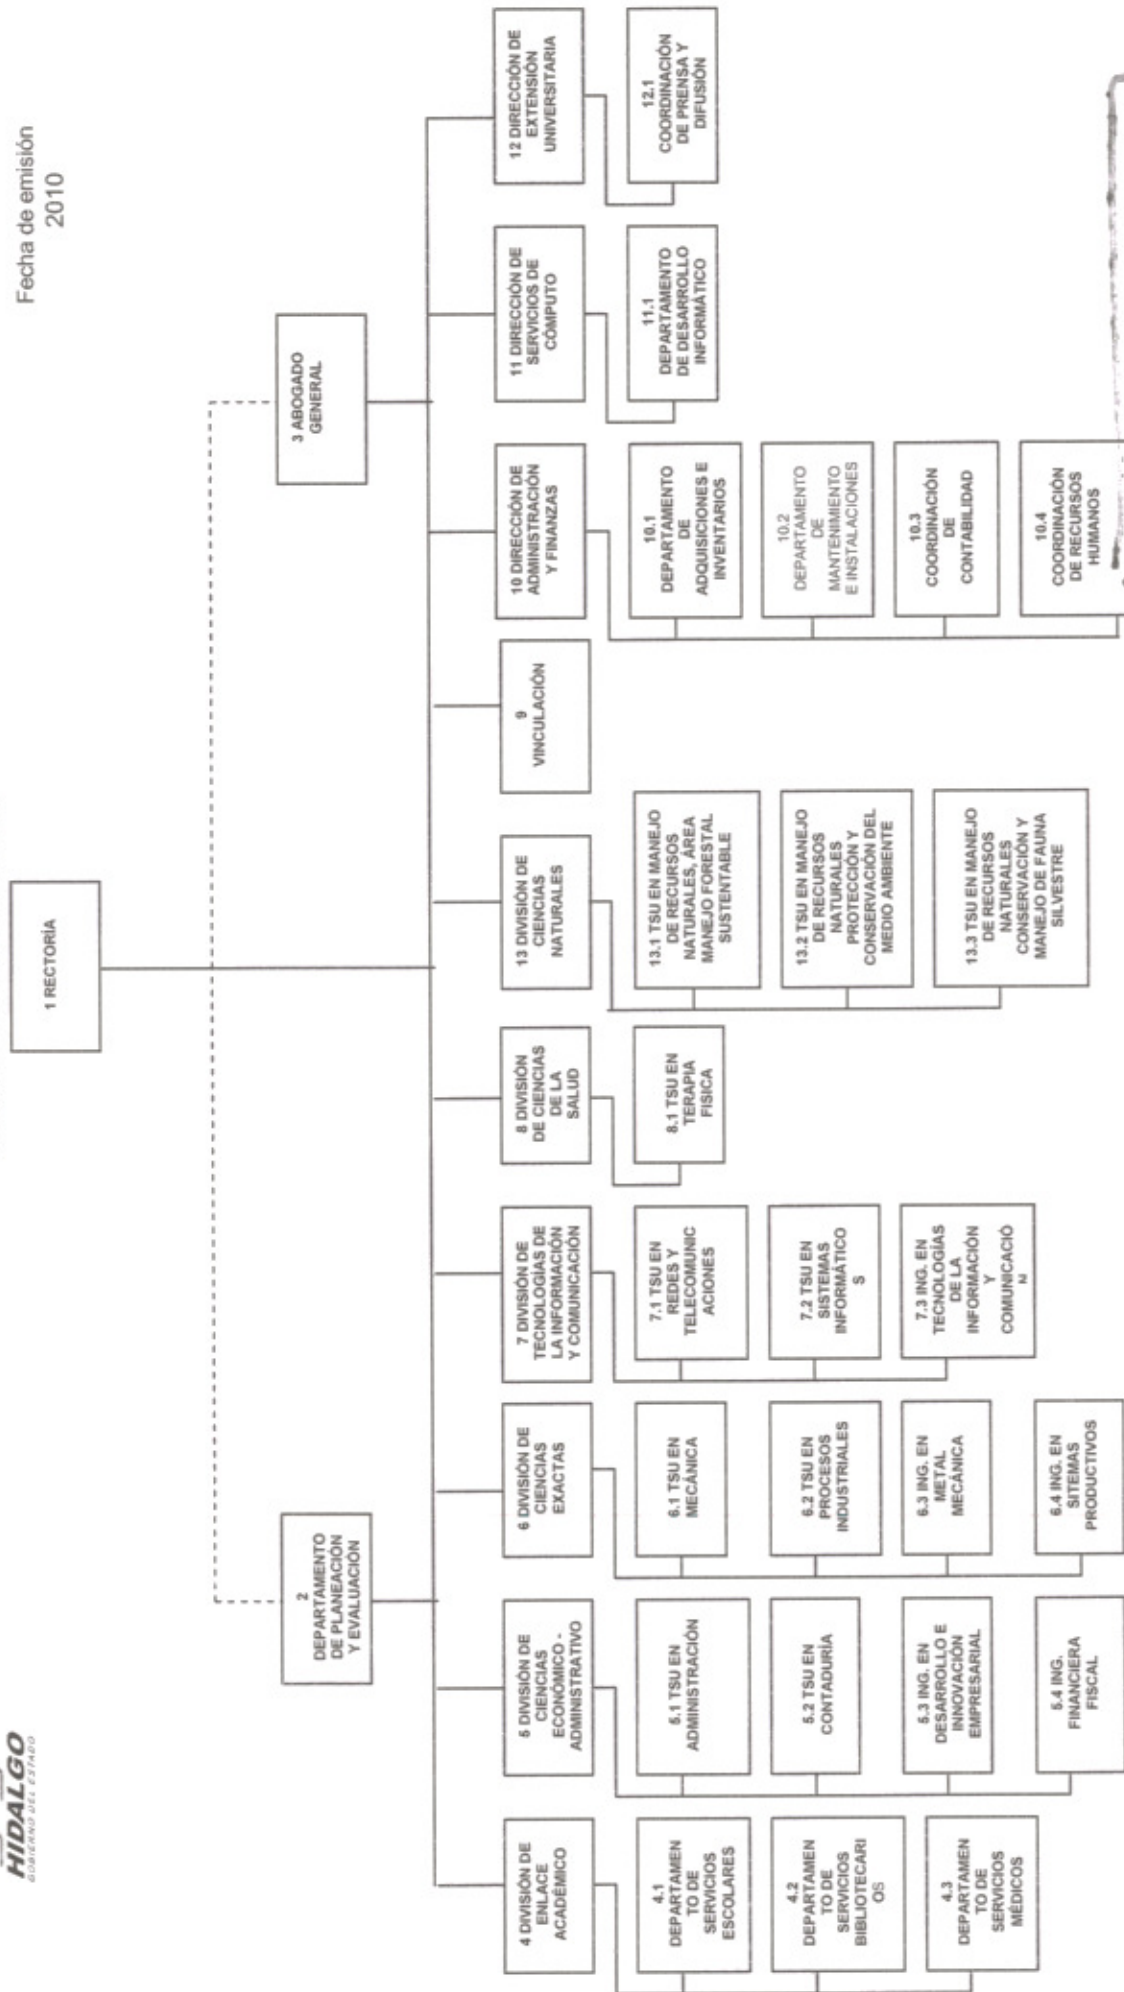 HIDALGO
GOBIERNO DEL ESTADO
Fecha de emisión
2010
1 RECTORÍA
2
DEPARTAMENTO
DE PLANEACIÓN
Y EVALUACIÓN
3 ABOGADO
GENERAL
4 DIVISIÓN DE
ENLACE
ACADÉMICO
4.1
DEPARTAMEN
TO DE
SERVICIOS
ESCOLARES
4.2
DEPARTAMEN
TO DE
SERVICIOS
BIBLIOTECARI
OS
4.3
DEPARTAMEN
TO DE
SERVICIOS
MÉDICOS
5 DIVISIÓN DE
CIENCIAS
ECONÓMICO -
ADMINISTRATIVO
5.1 TSU EN
ADMINISTRACIÓN
5.2 TSU EN
CONTADURÍA
5.3 ING. EN
DESARROLLO E
INNOVACIÓN
EMPRESARIAL
5.4 ING.
FINANCIERA
FISCAL
6 DIVISIÓN DE
CIENCIAS
EXACTAS
6.1 TSU EN
MECÁNICA
6.2 TSU EN
PROCESOS
INDUSTRIALES
6.3 ING. EN
METAL
MECÁNICA
6.4 ING. EN
SITEMAS
PRODUCTIVOS
7 DIVISIÓN DE
TECNOLOGÍAS DE
LA INFORMACIÓN
Y COMUNICACIÓN
7.1 TSU EN
REDES Y
TELECOMUNIC
ACIONES
7.2 TSU EN
SISTEMAS
INFORMÁTICO
S
7.3 ING. EN
TECNOLOGÍAS
DE LA
INFORMACIÓN
Y
COMUNICACIÓ
N
8 DIVISIÓN
DE CIENCIAS
DE LA
SALUD
8.1 TSU EN
TERAPIA
FISICA
13 DIVISIÓN DE
CIENCIAS
NATURALES
13.1 TSU EN MANEJO
DE RECURSOS
NATURALES, ÁREA
MANEJO FORESTAL
SUSTENTABLE
13.2 TSU EN MANEJO
DE RECURSOS
NATURALES
PROTECCIÓN Y
CONSERVACIÓN DEL
MEDIO AMBIENTE
13.3 TSU EN MANEJO
DE RECURSOS
NATURALES
CONSERVACIÓN Y
MANEJO DE FAUNA
SILVESTRE
9
VINCULACIÓN
10 DIRECCIÓN DE
ADMINISTRACIÓN
Y FINANZAS
10.1
DEPARTAMENTO
DE
ADQUISICIONES E
INVENTARIOS
10.2
DEPARTAMENTO
DE
MANTENIMIENTO
E INSTALACIONES
10.3
COORDINACIÓN
DE
CONTABILIDAD
10.4
COORDINACIÓN
DE RECURSOS
HUMANOS
11 DIRECCIÓN DE
SERVICIOS DE
CÓMPUTO
11.1
DEPARTAMENTO
DE DESARROLLO
INFORMÁTICO
12 DIRECCIÓN DE
EXTENSIÓN
UNIVERSITARIA
12.1
COORDINACIÓN
DE PRENSA Y
DIFUSIÓN